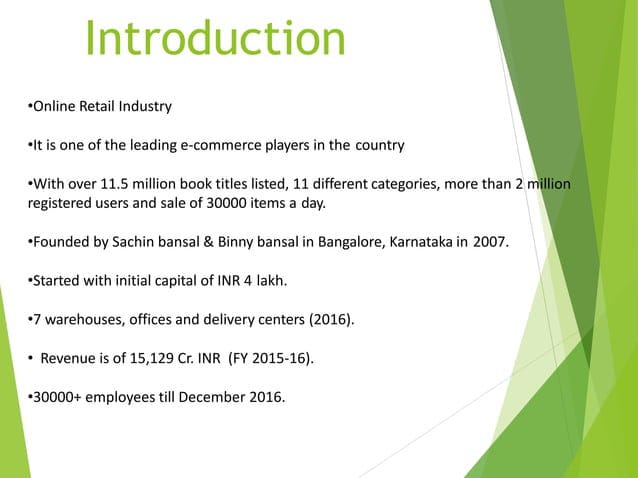 Introduction
•Online Retail Industry
•It is one of the leading e-commerce players in the country
•With over 11.5 million book titles listed, 11 different categories, more than 2 million
registered users and sale of 30000 items a day.
•Founded by Sachin bansal & Binny bansal in Bangalore, Karnataka in 2007.
•Started with initial capital of INR 4 lakh.
•7 warehouses, offices and delivery centers (2016).
• Revenue is of 15,129 Cr. INR (FY 2015-16).
•30000+ employees till December 2016.